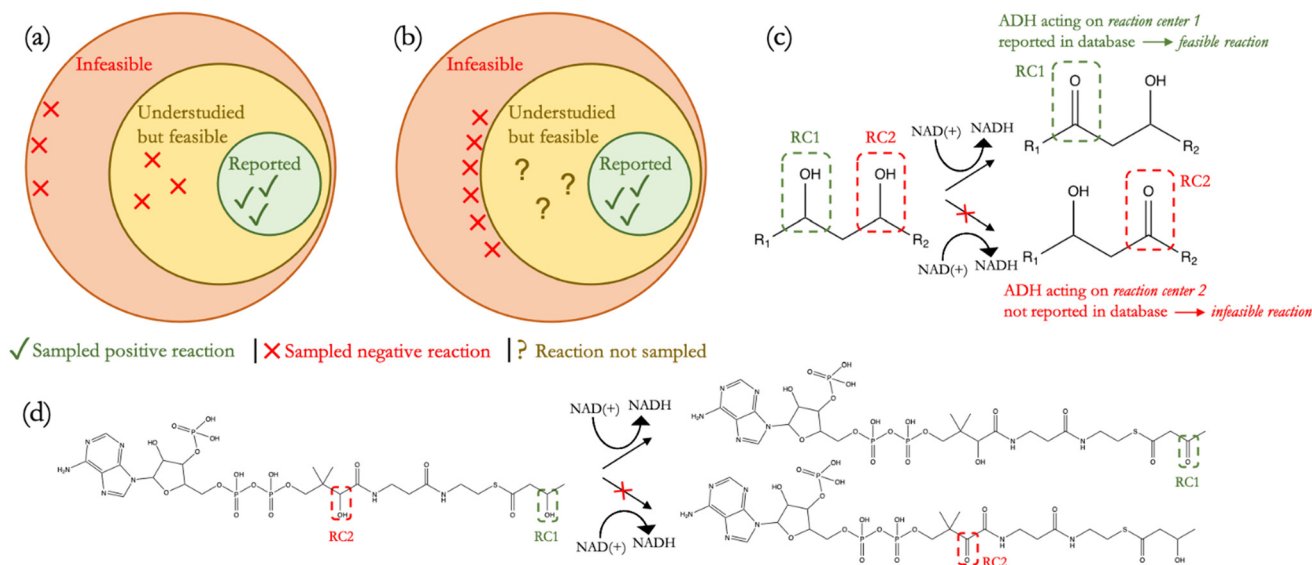 (a)
Infeasible
Understudied
but feasible
Reported
(b)
Infeasible
Understudied
but feasible
Reported
(c)
ADH acting on reaction center 1
reported in database → feasible reaction
RC1
O
OH
R1
R2
RC1
RC2
OH
OH
R1
R2
NAD(+)
NADH
NAD(+)
NADH
RC2
OH
O
R1
R2
ADH acting on reaction center 2
not reported in database → infeasible reaction
✓ Sampled positive reaction | ✕ Sampled negative reaction | ? Reaction not sampled
(d)
NAD(+)
NADH
NAD(+)
NADH
RC2
RC1
RC1
RC2